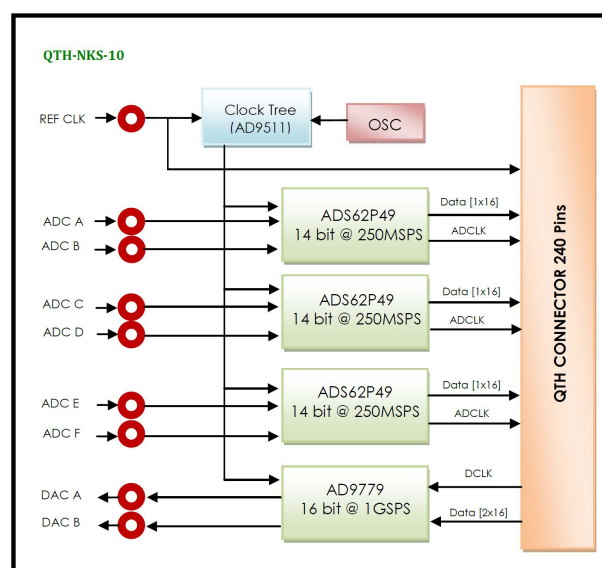 QTH-NKS-10
REF CLK
Clock Tree
(AD9511)
OSC
ADC A
ADC B
ADS62P49
14 bit @ 250MSPS
Data [1x16]
ADCLK
ADC C
ADC D
ADS62P49
14 bit @ 250MSPS
Data [1x16]
ADCLK
ADC E
ADC F
ADS62P49
14 bit @ 250MSPS
Data [1x16]
ADCLK
DAC A
DAC B
AD9779
16 bit @ 1GSPS
DCLK
Data [2x16]
QTH CONNECTOR 240 Pins